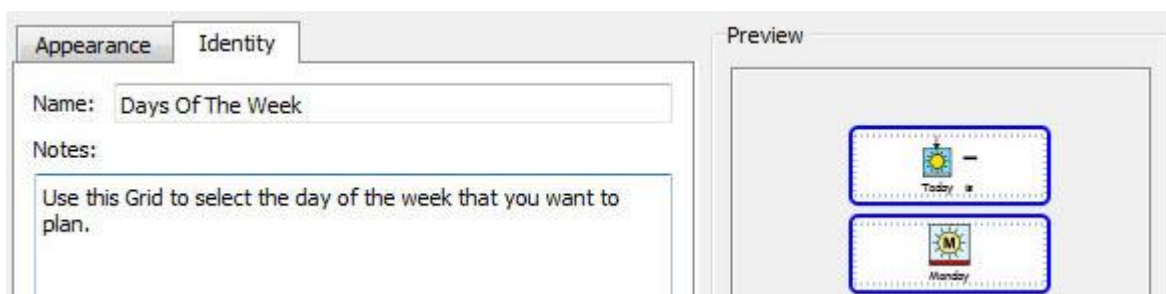 Appearance
Identity
Preview
Name: Days Of The Week
Notes:
Use this Grid to select the day of the week that you want to
plan.
Today is
M
Monday